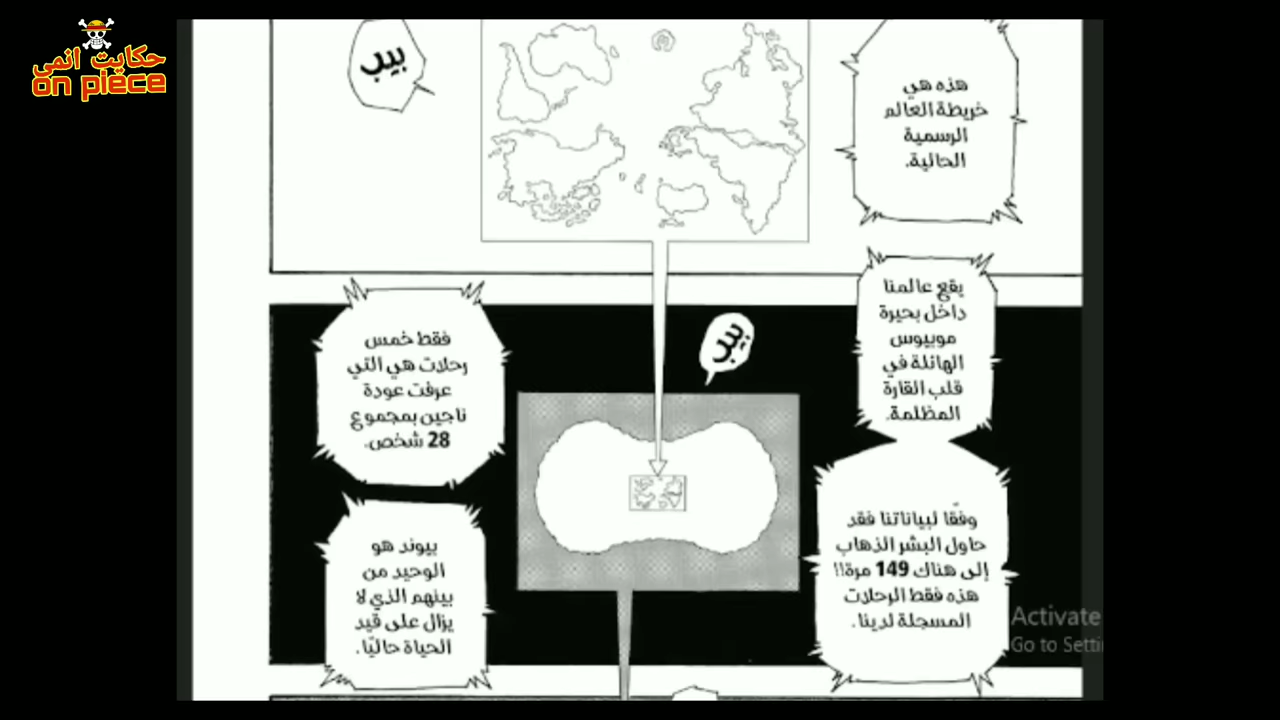 حكايت انمي
on piece
هذه هي
خريطة العالم
الرسمية
الحالية.
بيب
يقع عالمنا
داخل بحيرة
موبيوس
الهائلة في
قلب القارة
المظلمة.
بيب
فقط خمس
رحلات هي التي
عرفت عودة
ناجين بمجموع
28 شخص.
وفقًا لبياناتنا فقد
حاول البشر الذهاب
إلى هناك 149 مرة!!
هذه فقط الرحلات
المسجلة لدينا.
بيوند هو
الوحيد من
بينهم الذي لا
يزال على قيد
الحياة حاليًا.
Activate
Go to Setti